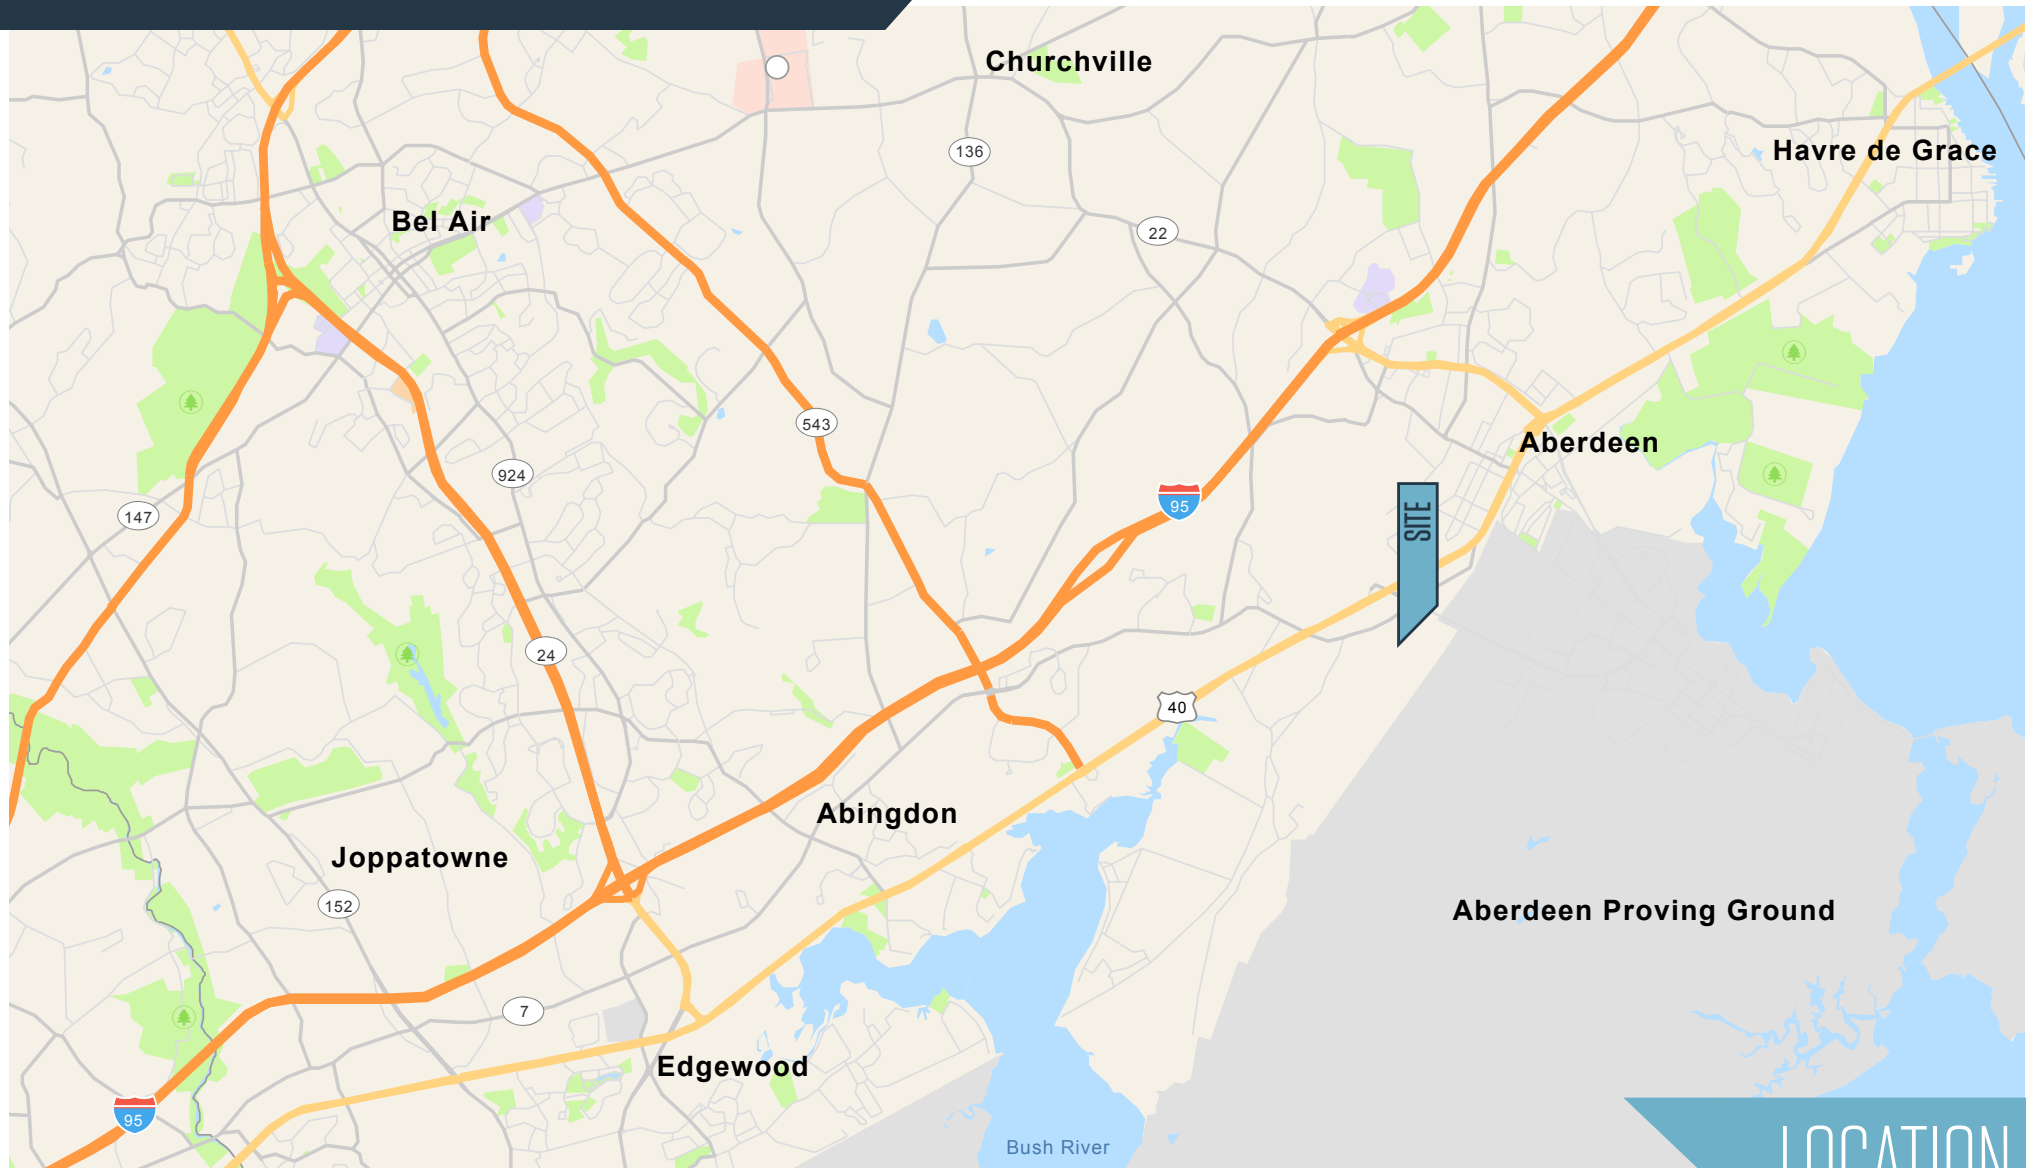 Churchville
136
Havre de Grace
Bel Air
22
543
Aberdeen
924
95
147
SITE
24
40
Abingdon
Joppatowne
152
Aberdeen Proving Ground
7
Edgewood
95
Bush River
LOCATION